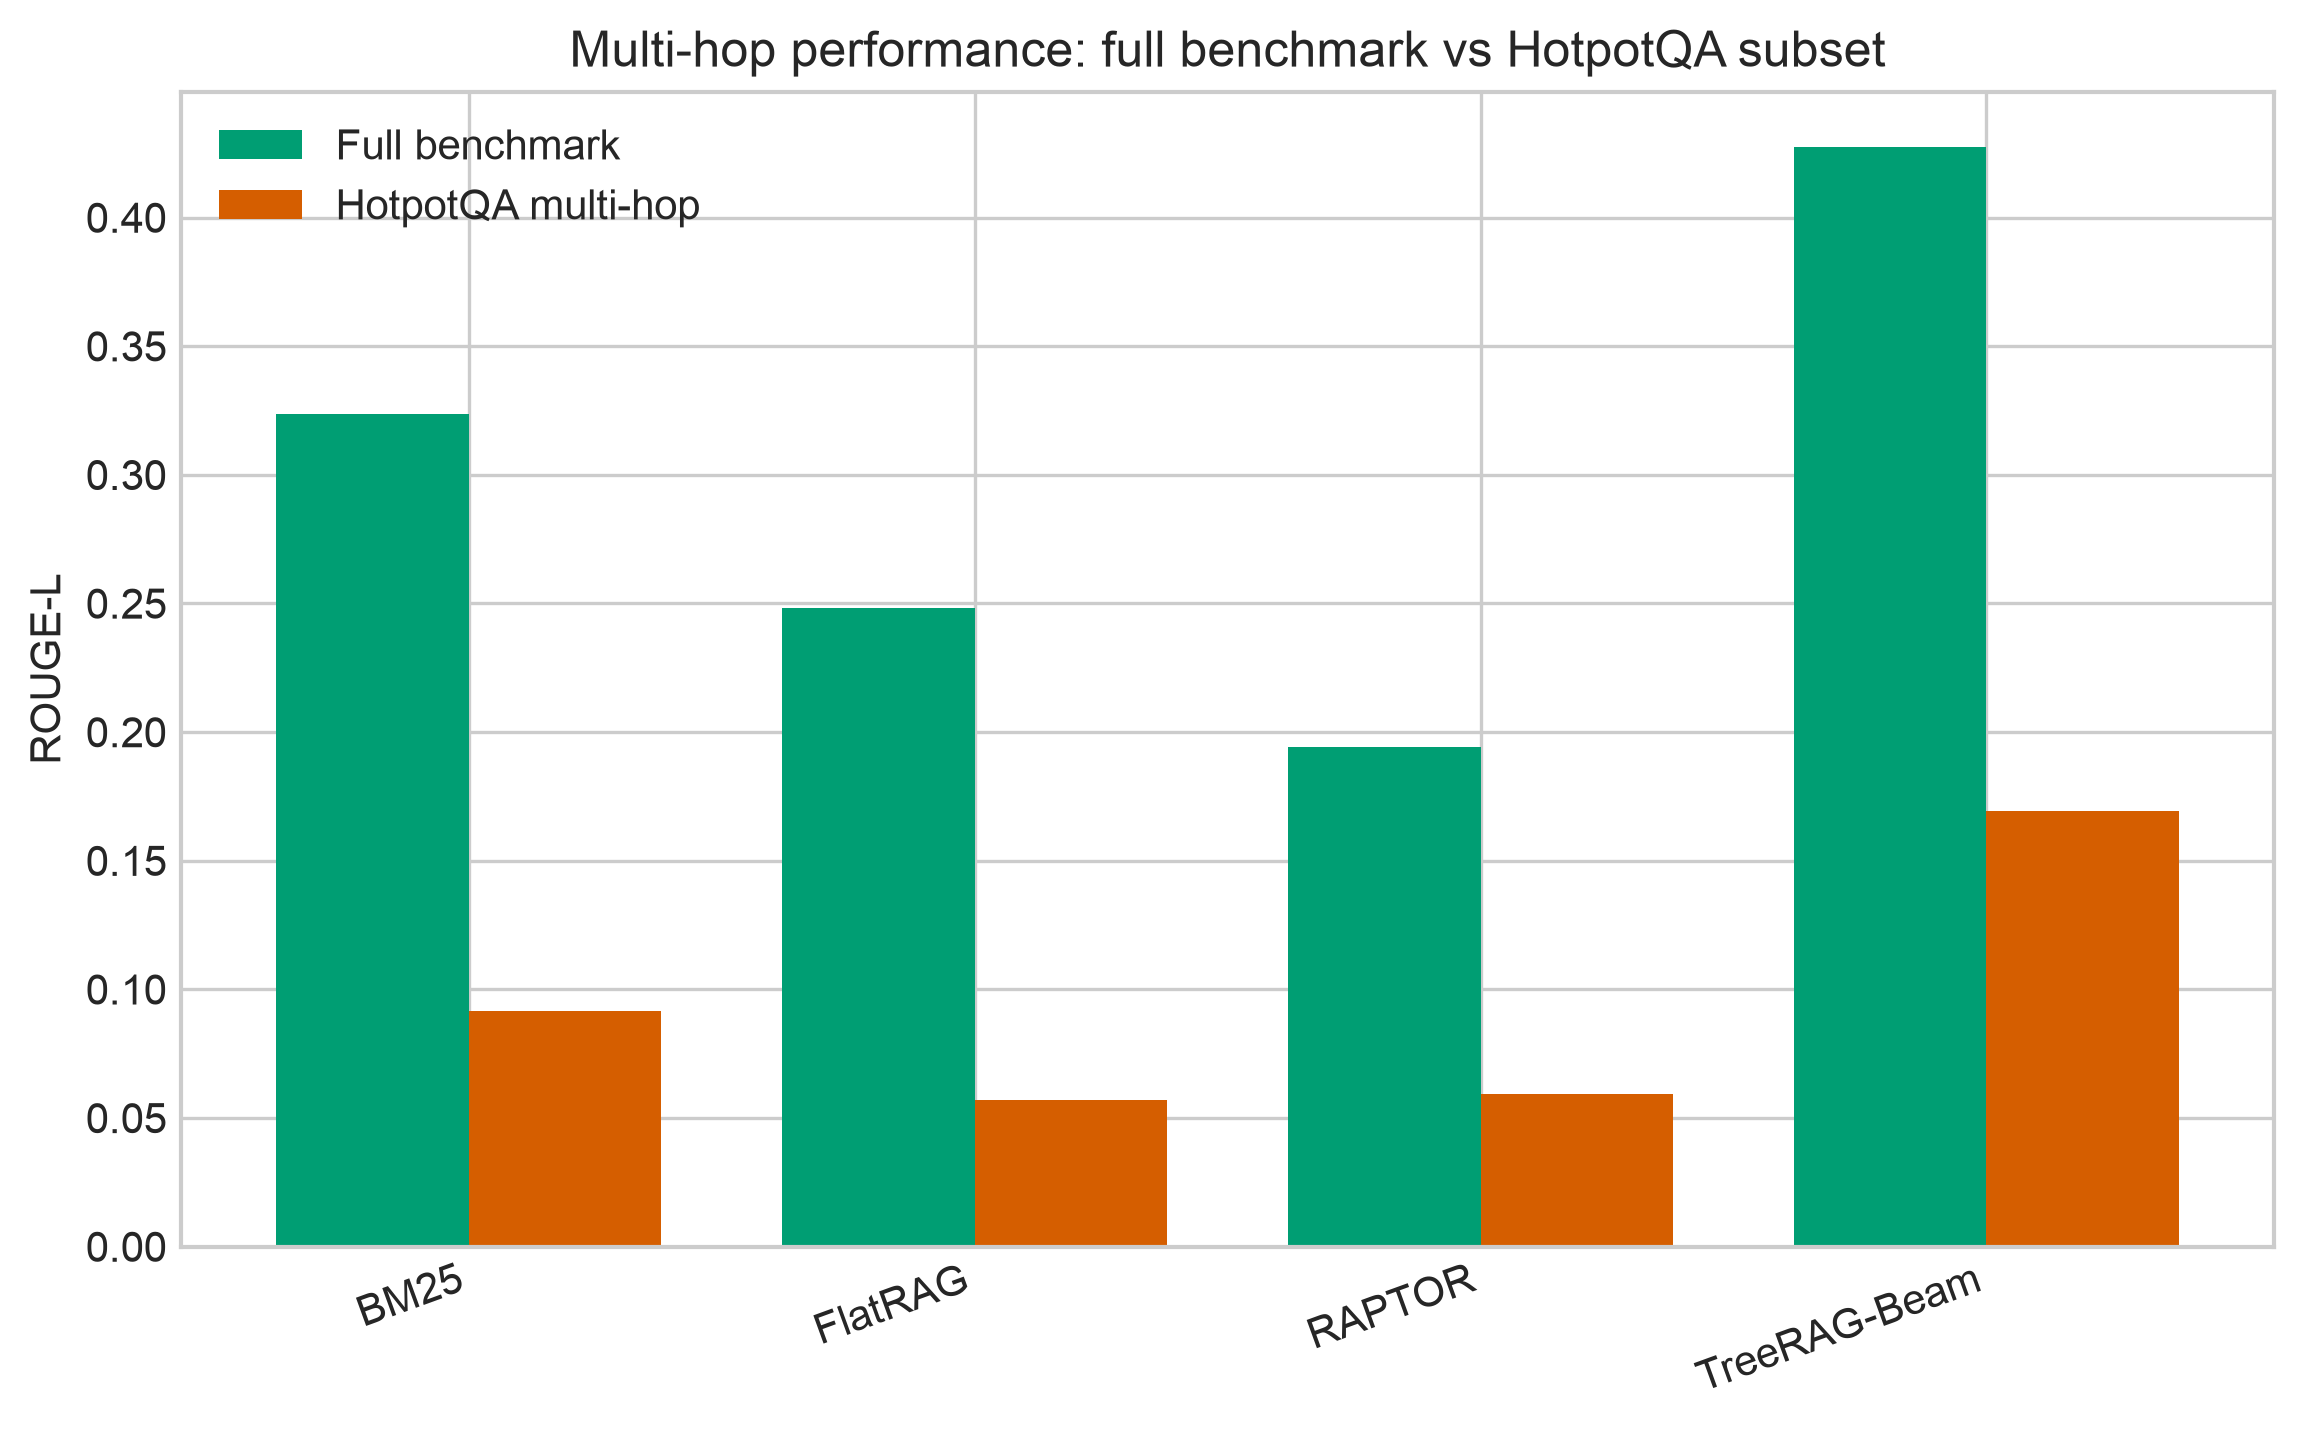 Multi-hop performance: full benchmark vs HotpotQA subset
Full benchmark
HotpotQA multi-hop
ROUGE-L
0.40
0.35
0.30
0.25
0.20
0.15
0.10
0.05
0.00
BM25
FlatRAG
RAPTOR
TreeRAG-Beam